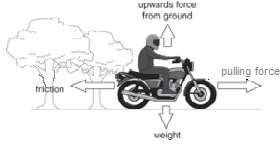 upwards force
from ground
pulling force
friction
weight